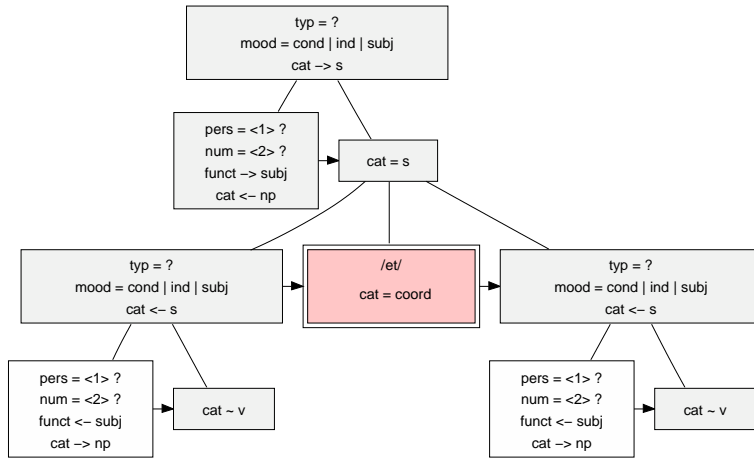 typ = ?
mood = cond | ind | subj
cat −> s
pers = <1> ?
num = <2> ?
funct −> subj
cat <− np
cat = s
typ = ?
mood = cond | ind | subj
cat <− s
/et/
cat = coord
typ = ?
mood = cond | ind | subj
cat <− s
pers = <1> ?
num = <2> ?
funct <− subj
cat −> np
cat ~ v
pers = <1> ?
num = <2> ?
funct <− subj
cat −> np
cat ~ v